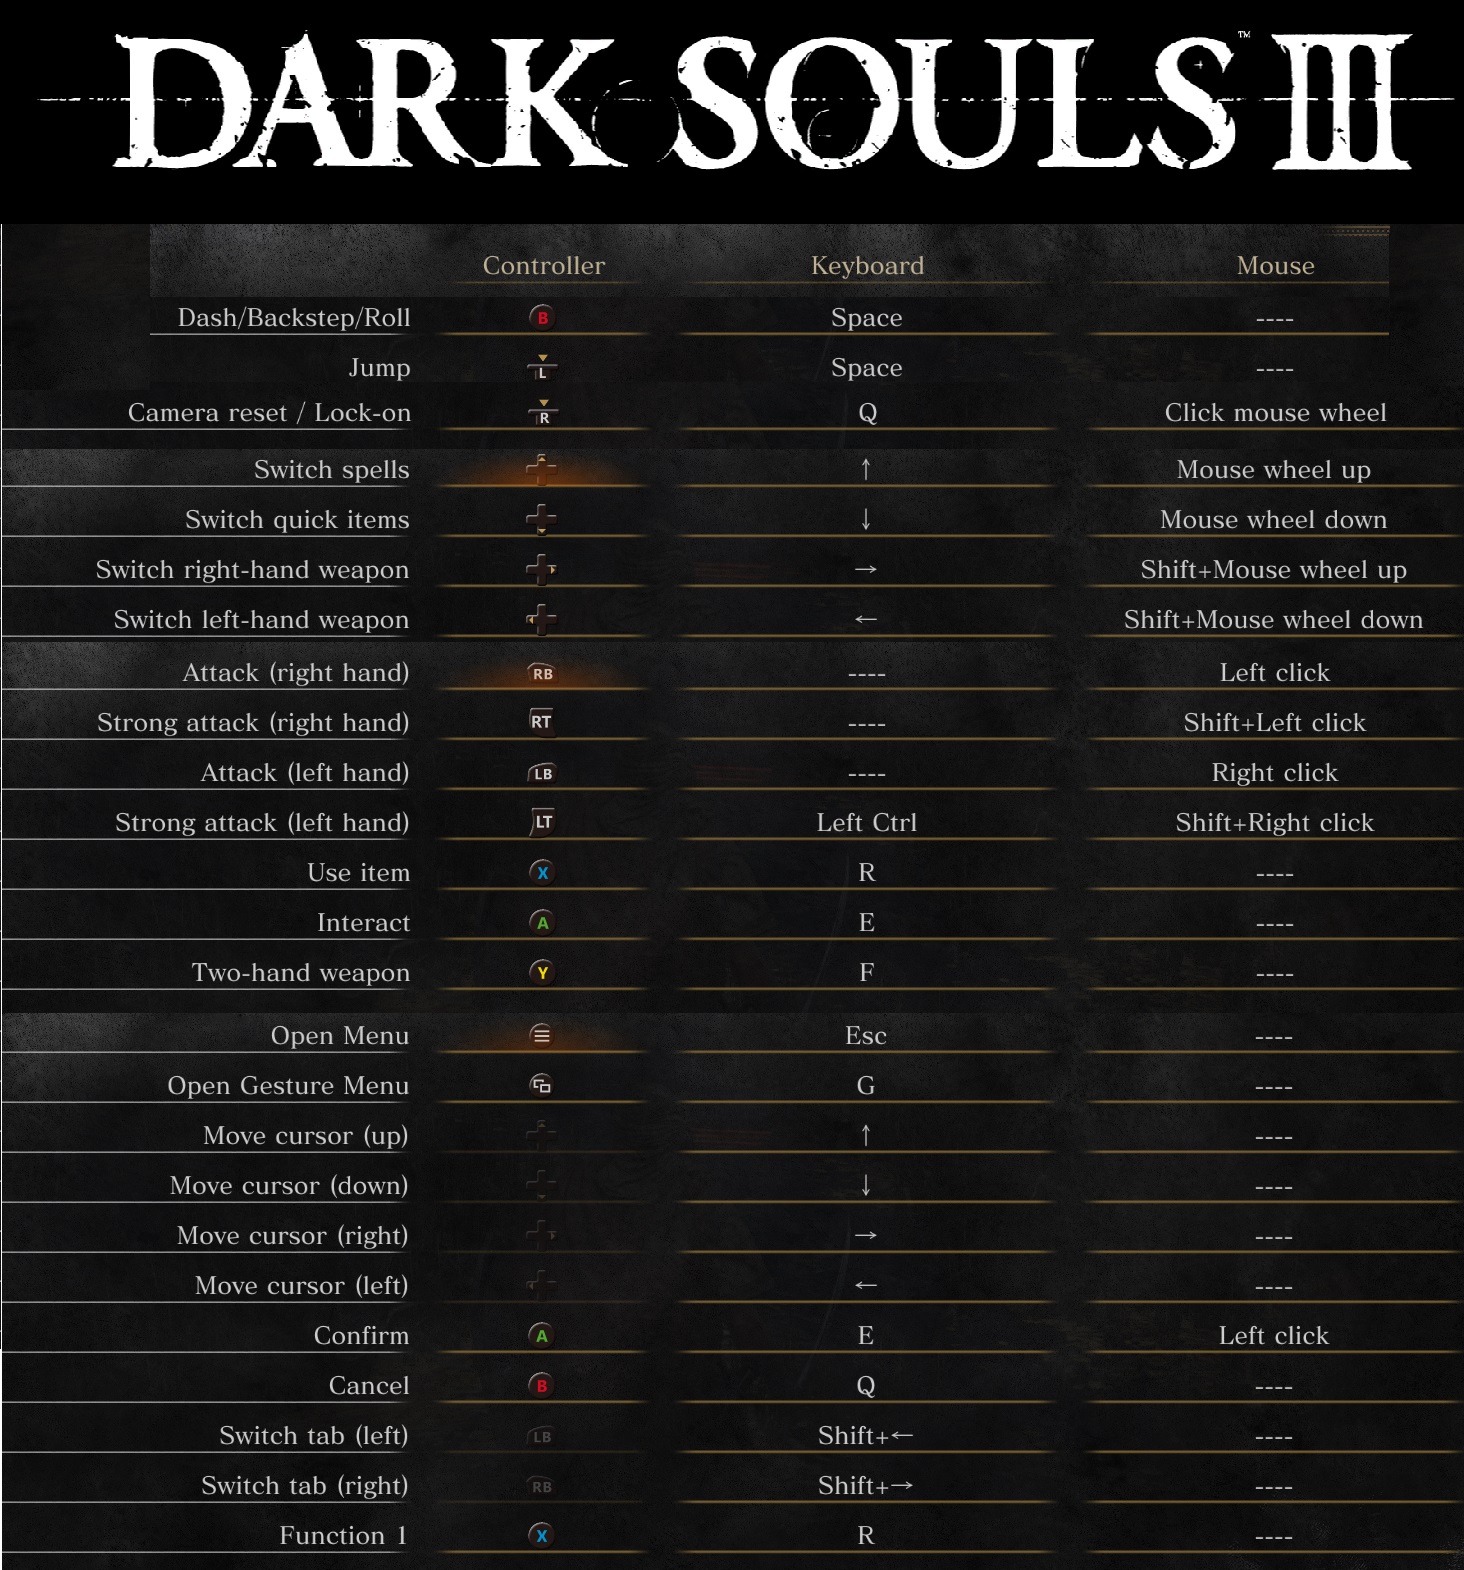 DARK SOULS™ III
Controller Keyboard Mouse
Dash/Backstep/Roll B Space ----
Jump L Space ----
Camera reset / Lock-on R Q Click mouse wheel
Switch spells ↑ Mouse wheel up
Switch quick items ↓ Mouse wheel down
Switch right-hand weapon → Shift+Mouse wheel up
Switch left-hand weapon ← Shift+Mouse wheel down
Attack (right hand) RB ---- Left click
Strong attack (right hand) RT ---- Shift+Left click
Attack (left hand) LB ---- Right click
Strong attack (left hand) LT Left Ctrl Shift+Right click
Use item X R ----
Interact A E ----
Two-hand weapon Y F ----
Open Menu Esc ----
Open Gesture Menu G ----
Move cursor (up) ↑ ----
Move cursor (down) ↓ ----
Move cursor (right) → ----
Move cursor (left) ← ----
Confirm A E Left click
Cancel B Q ----
Switch tab (left) LB Shift+← ----
Switch tab (right) RB Shift+→ ----
Function 1 X R ----